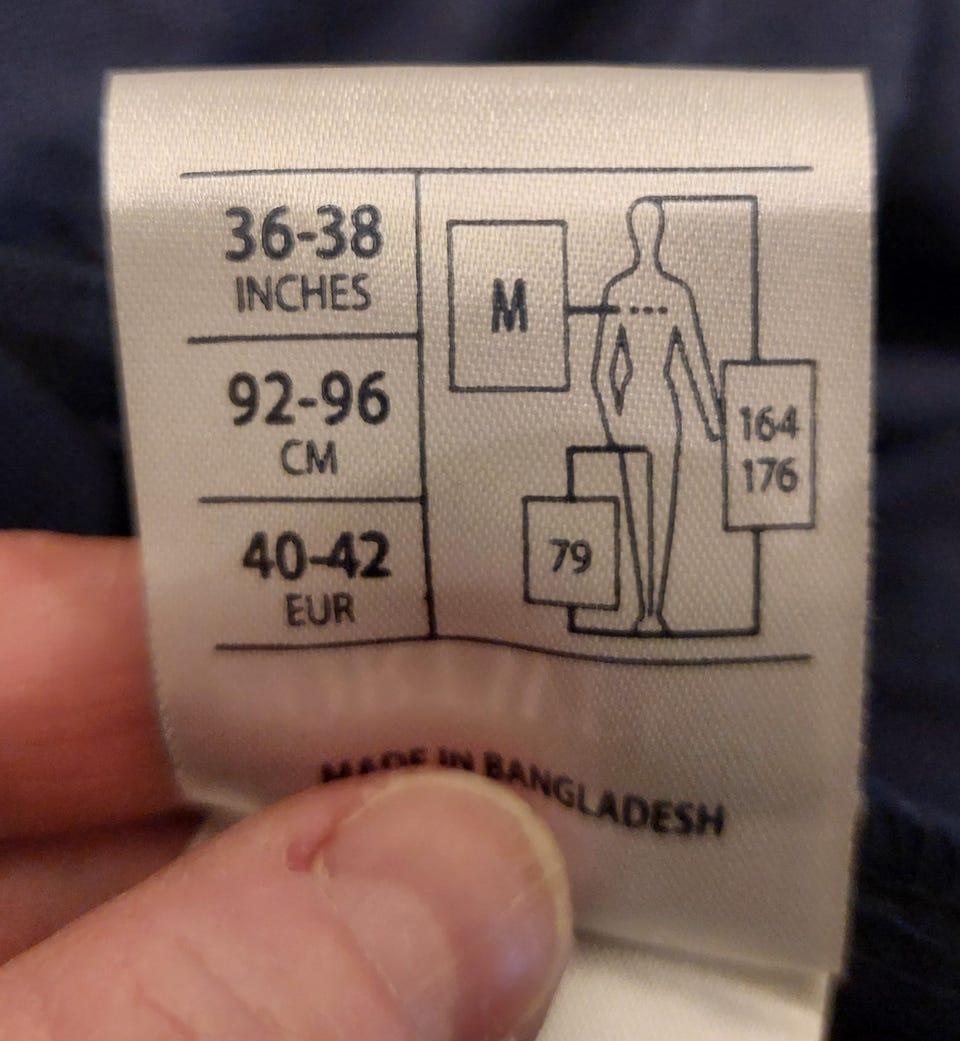 36-38
INCHES
92-96
CM
40-42
EUR
M
164
176
79
MADE IN BANGLADESH